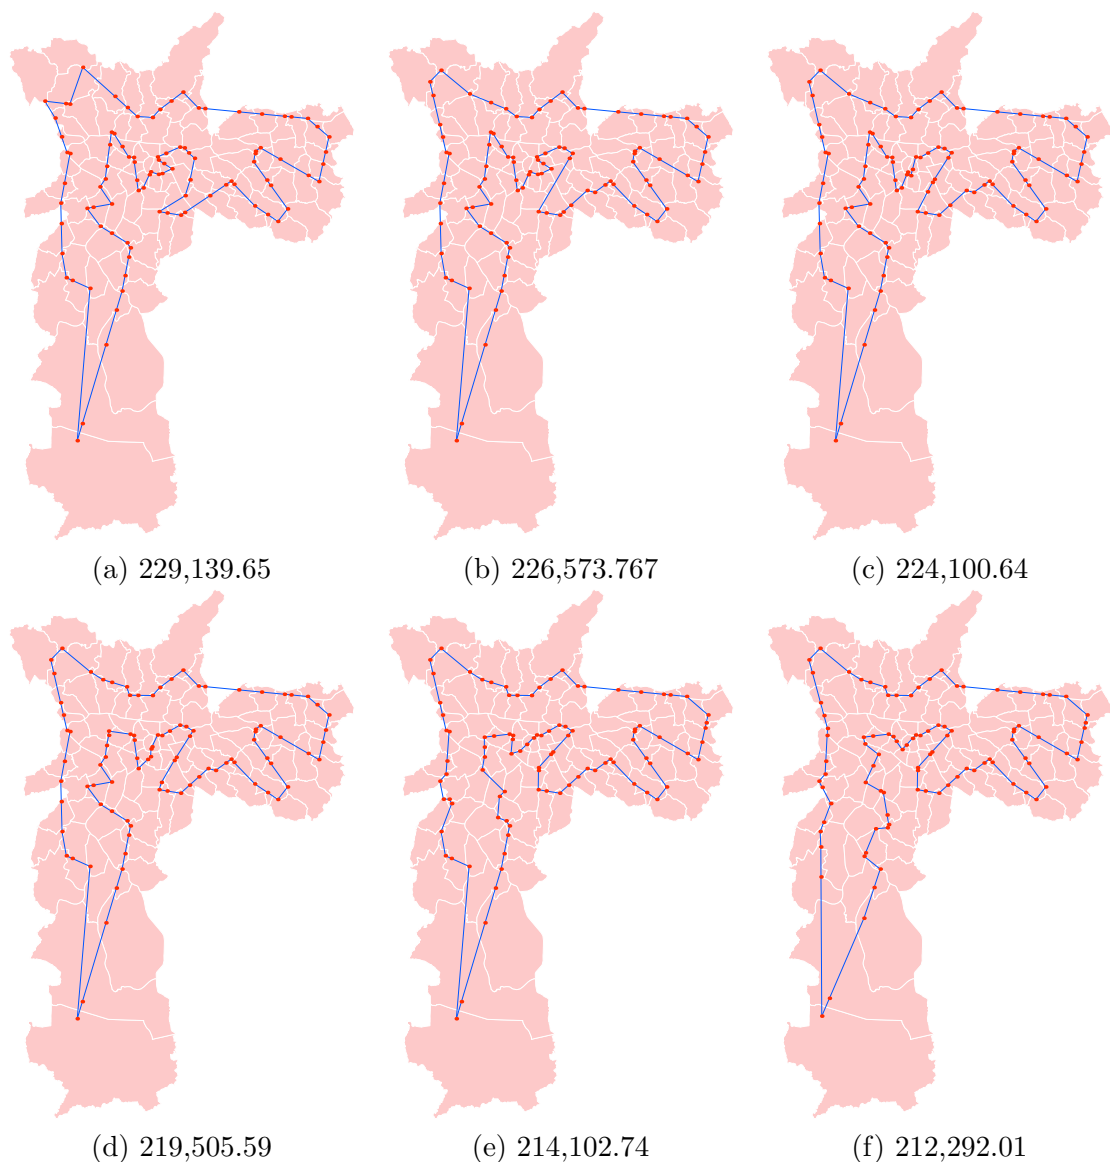 (a) 229,139.65
(b) 226,573.767
(c) 224,100.64
(d) 219,505.59
(e) 214,102.74
(f) 212,292.01